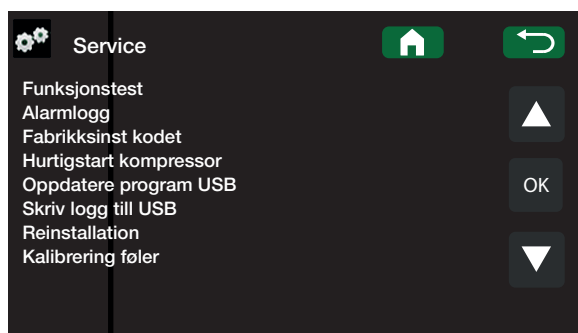 Service
Funksjonstest
Alarmlogg
Fabrikksinst kodet
Hurtigstart kompressor
Oppdatere program USB
Skriv logg till USB
Reinstallation
Kalibrering føler
OK